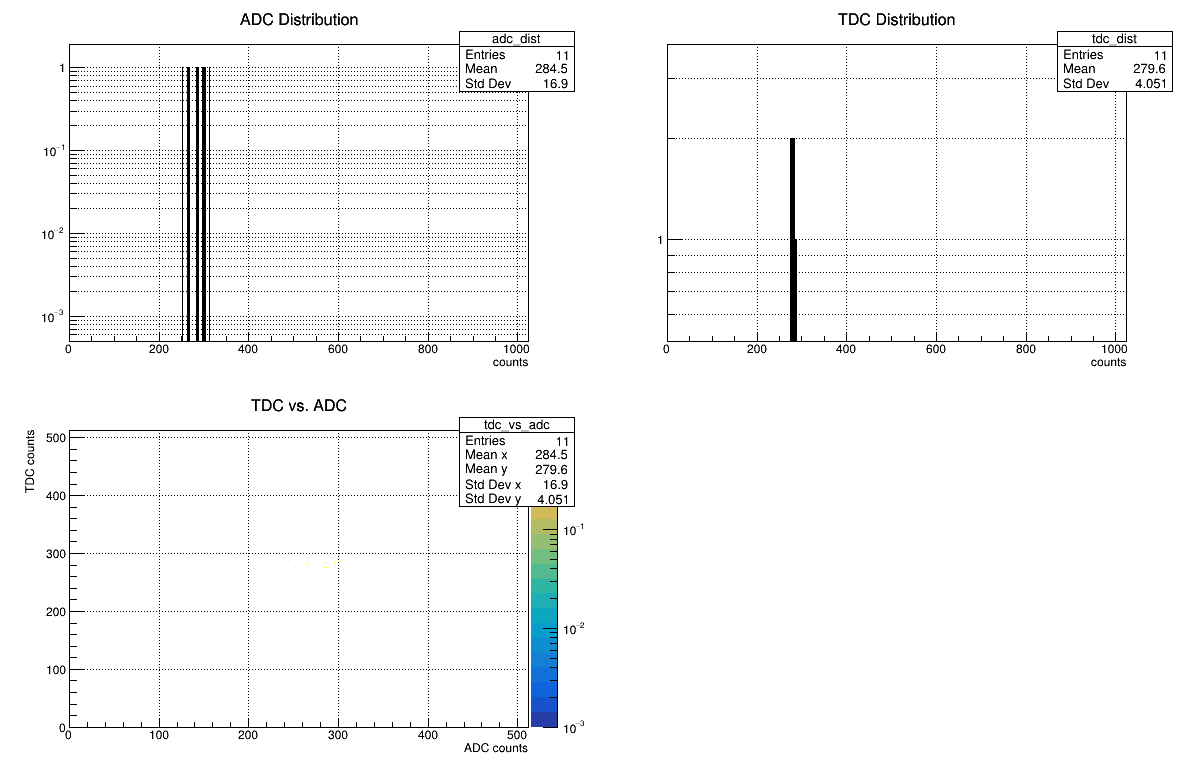 ADC Distribution
adc_dist
Entries 11
Mean 284.5
Std Dev 16.9
1
10⁻¹
10⁻²
10⁻³
0 200 400 600 800 1000
counts
TDC Distribution
tdc_dist
Entries 11
Mean 279.6
Std Dev 4.051
1
0 200 400 600 800 1000
counts
TDC vs. ADC
tdc_vs_adc
Entries 11
Mean x 284.5
Mean y 279.6
Std Dev x 16.9
Std Dev y 4.051
TDC counts
500
400
300
200
100
0
0 100 200 300 400 500
ADC counts
10⁻¹
10⁻²
10⁻³